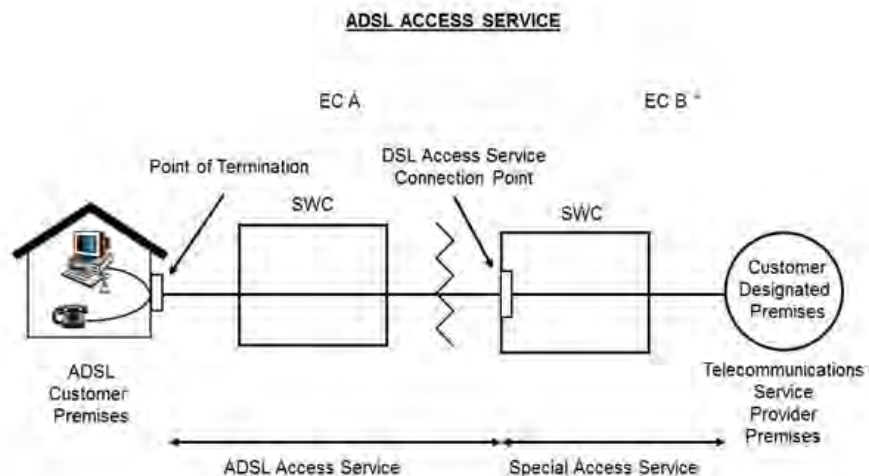 ADSL ACCESS SERVICE
EC A
EC B *
Point of Termination
DSL Access Service
Connection Point
SWC
SWC
Customer
Designated
Premises
ADSL
Customer
Premises
Telecommunications
Service
Provider
Premises
ADSL Access Service
Special Access Service